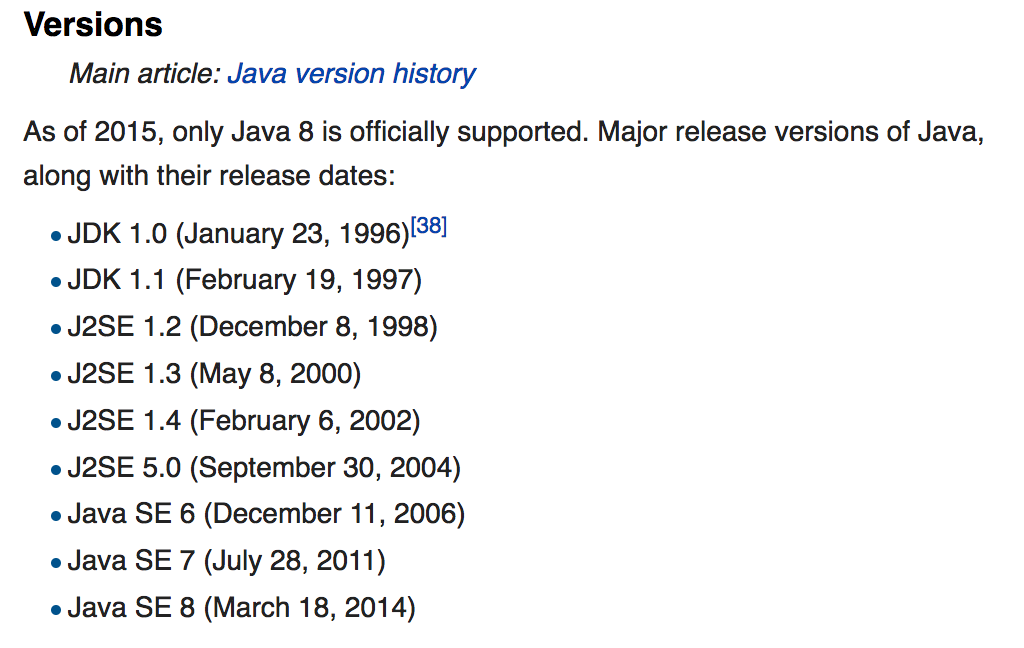 Versions
Main article: Java version history
As of 2015, only Java 8 is officially supported. Major release versions of Java,
along with their release dates:
• JDK 1.0 (January 23, 1996)[38]
• JDK 1.1 (February 19, 1997)
• J2SE 1.2 (December 8, 1998)
• J2SE 1.3 (May 8, 2000)
• J2SE 1.4 (February 6, 2002)
• J2SE 5.0 (September 30, 2004)
• Java SE 6 (December 11, 2006)
• Java SE 7 (July 28, 2011)
• Java SE 8 (March 18, 2014)